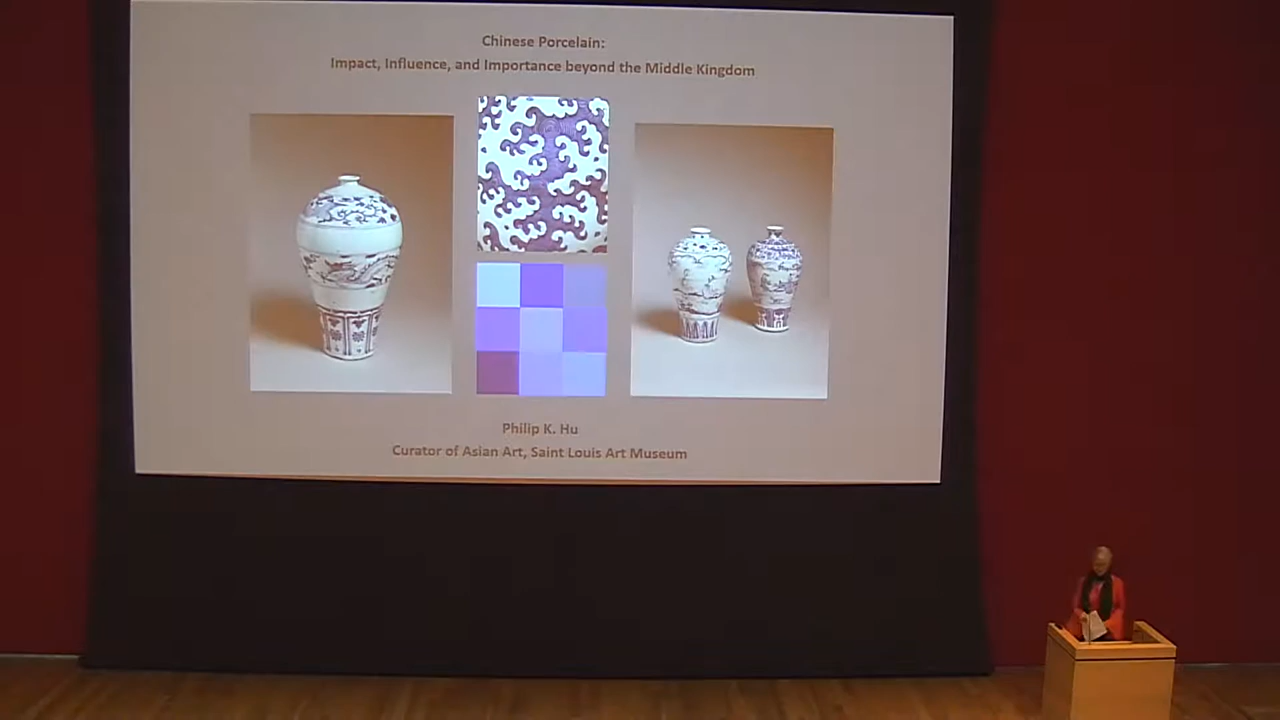 Chinese Porcelain:
Impact, Influence, and Importance beyond the Middle Kingdom
Philip K. Hu
Curator of Asian Art, Saint Louis Art Museum